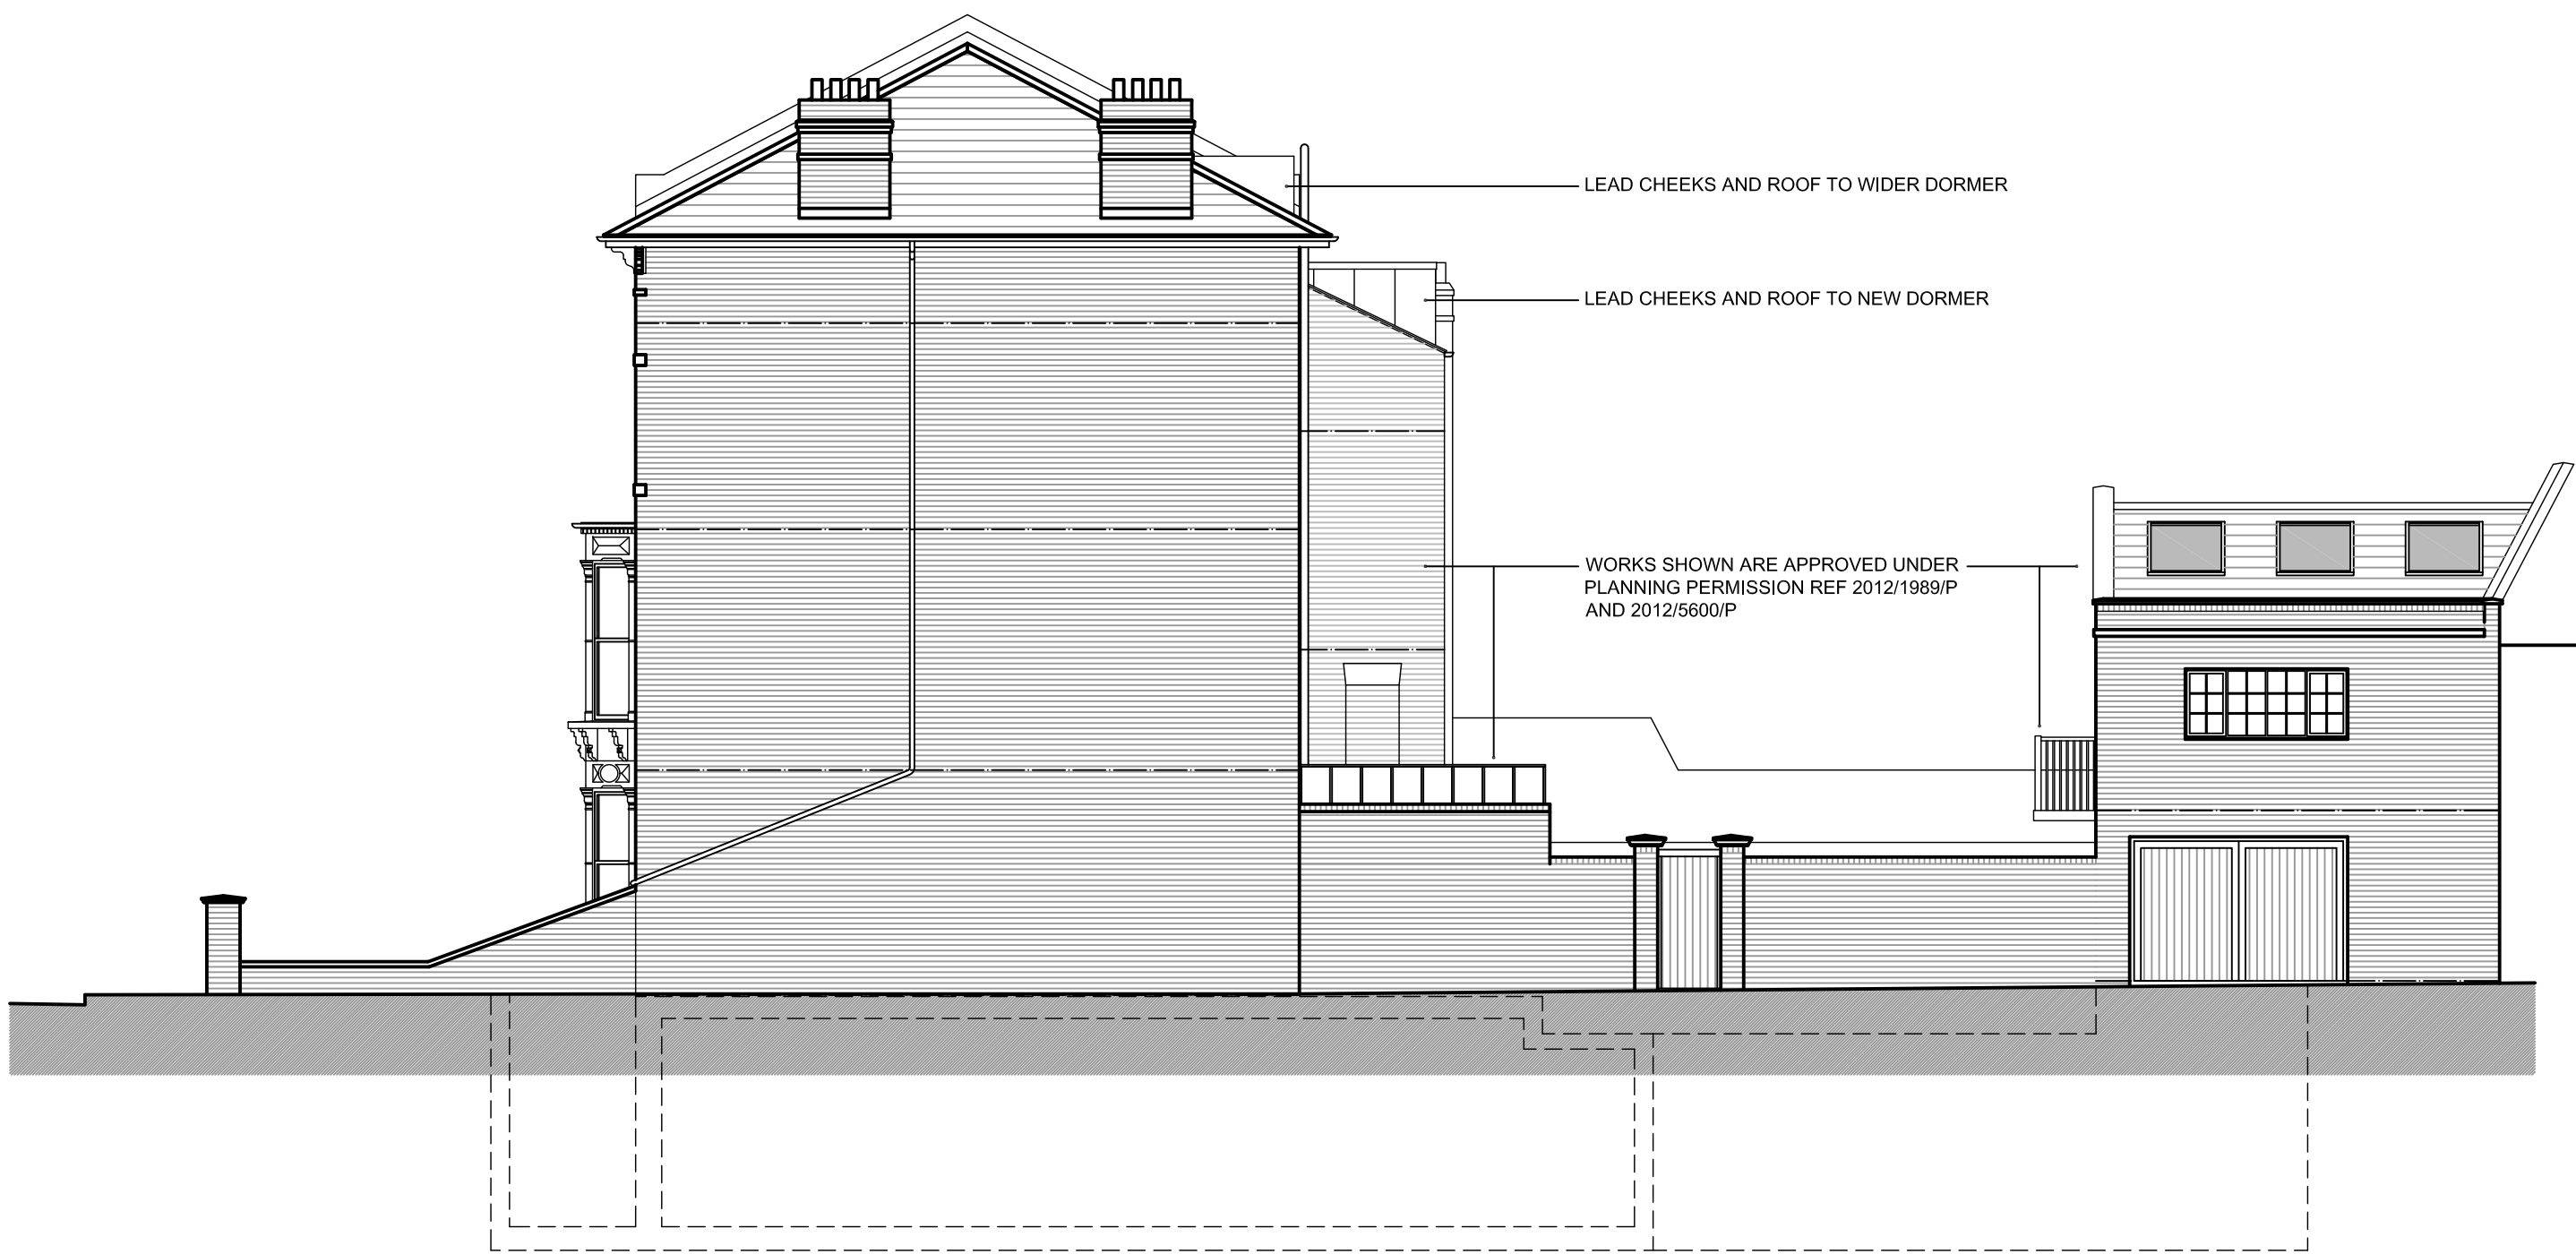 LEAD CHEEKS AND ROOF TO WIDER DORMER
LEAD CHEEKS AND ROOF TO NEW DORMER
WORKS SHOWN ARE APPROVED UNDER
PLANNING PERMISSION REF 2012/1989/P
AND 2012/5600/P